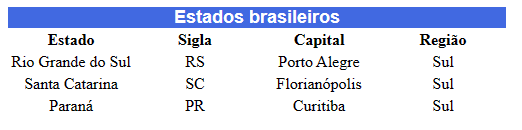 Estados brasileiros
Estado Sigla Capital Região
Rio Grande do Sul RS Porto Alegre Sul
Santa Catarina SC Florianópolis Sul
Paraná PR Curitiba Sul